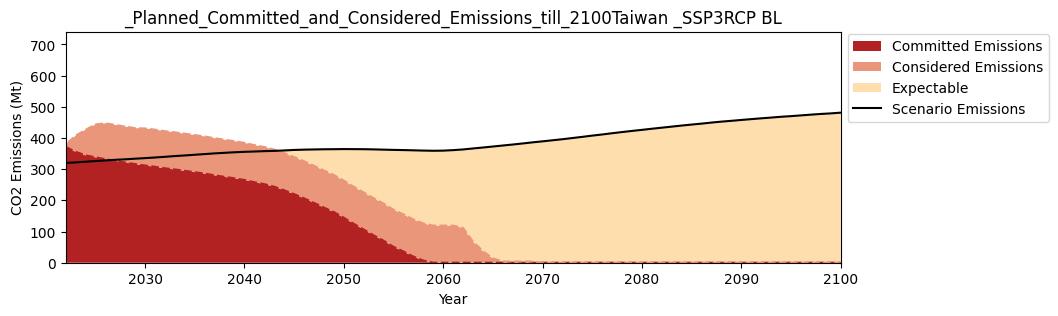 _Planned_Committed_and_Considered_Emissions_till_2100Taiwan _SSP3RCP BL
700
600
500
400
300
200
100
0
CO2 Emissions (Mt)
2030
2040
2050
2060
2070
2080
2090
2100
Year
Committed Emissions
Considered Emissions
Expectable
Scenario Emissions